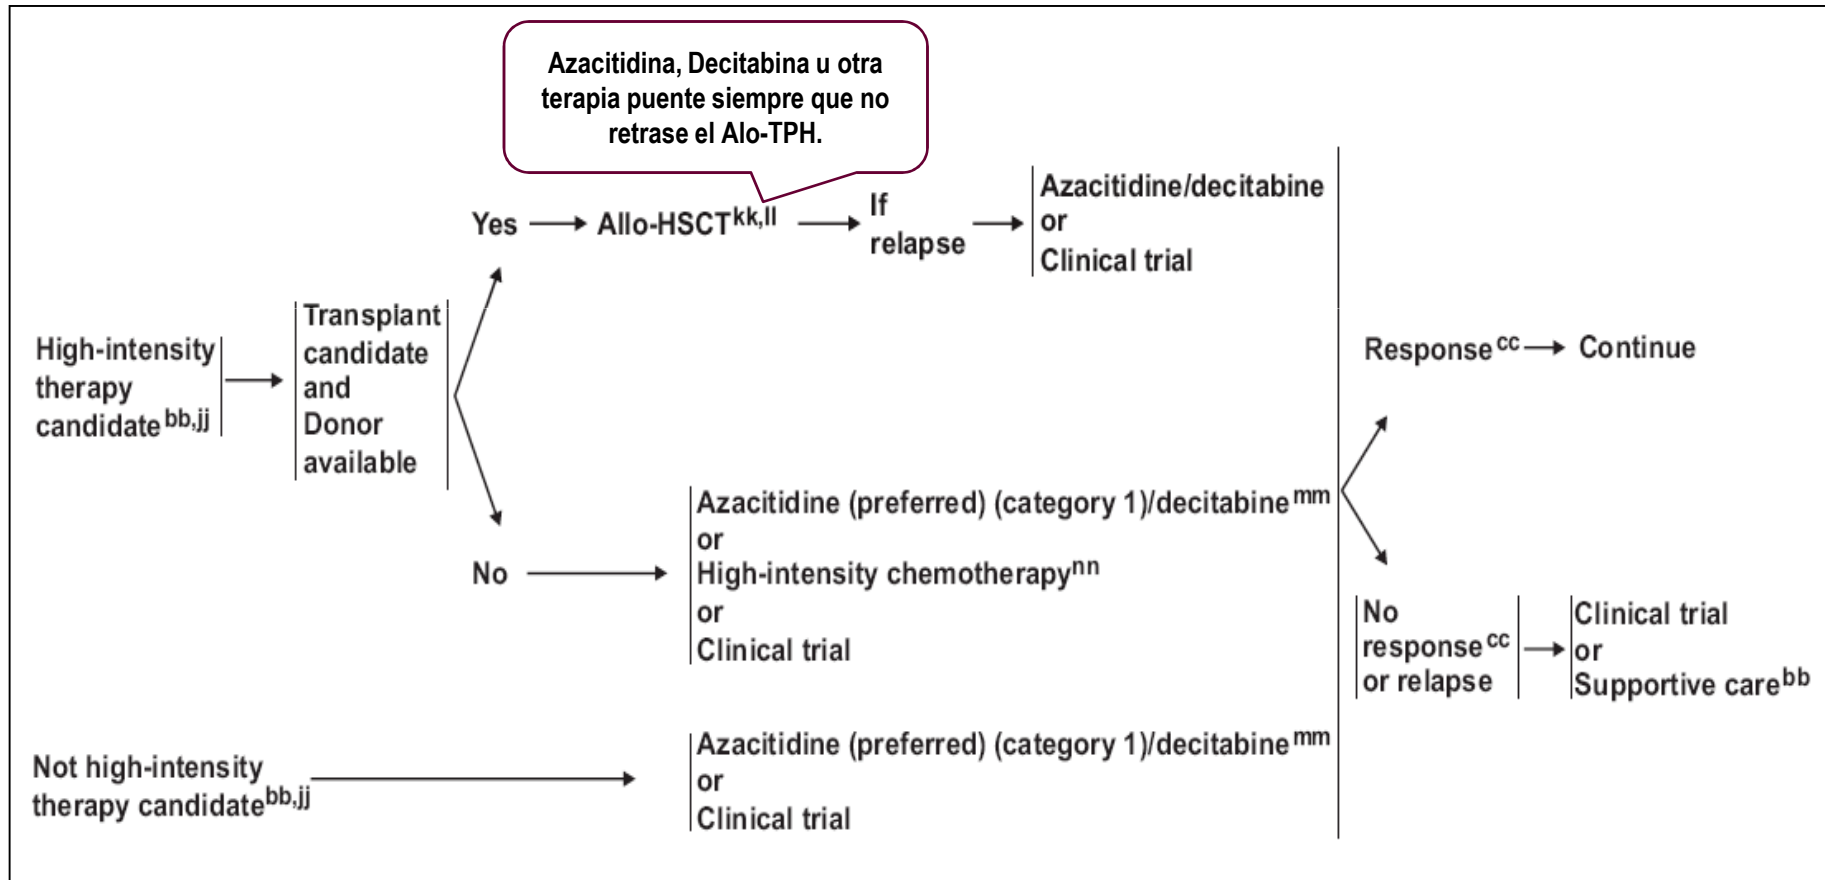 Azacitidina, Decitabina u otra
terapia puente siempre que no
retrase el Alo-TPH.
Yes
Allo-HSCTkk,ll
If
relapse
Azacitidine/decitabine
or
Clinical trial
High-intensity
therapy
candidatebb,jj
Transplant
candidate
and
Donor
available
Responsecc
Continue
No
Azacitidine (preferred) (category 1)/decitabinemm
or
High-intensity chemotherapynn
or
Clinical trial
No
responsecc
or relapse
Clinical trial
or
Supportive carebb
Not high-intensity
therapy candidatebb,jj
Azacitidine (preferred) (category 1)/decitabinemm
or
Clinical trial